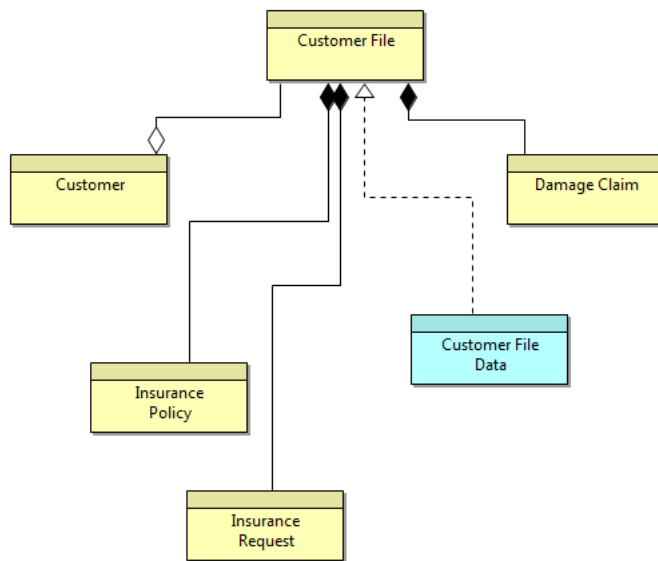 Customer File
Customer
Damage Claim
Customer File
Data
Insurance
Policy
Insurance
Request